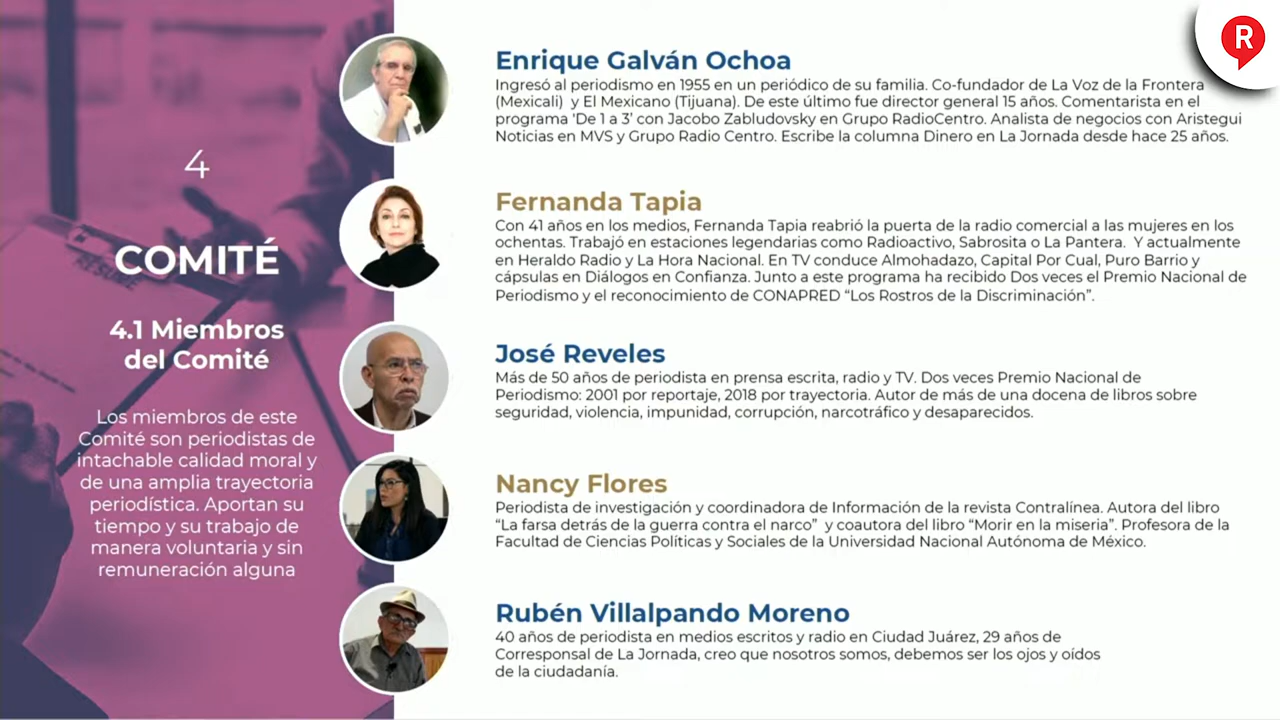 R
4
COMITÉ
4.1 Miembros
del Comité
Los miembros de este
Comité son periodistas de
intachable calidad moral y
de una amplia trayectoria
periodística. Aportan su
tiempo y su trabajo de
manera voluntaria y sin
remuneración alguna
Enrique Galván Ochoa
Ingresó al periodismo en 1955 en un periódico de su familia. Co-fundador de La Voz de la Frontera
(Mexicali) y El Mexicano (Tijuana). De este último fue director general 15 años. Comentarista en el
programa ‘De 1 a 3’ con Jacobo Zabludovsky en Grupo RadioCentro. Analista de negocios con Aristegui
Noticias en MVS y Grupo Radio Centro. Escribe la columna Dinero en La Jornada desde hace 25 años.
Fernanda Tapia
Con 41 años en los medios, Fernanda Tapia reabrió la puerta de la radio comercial a las mujeres en los
ochentas. Trabajó en estaciones legendarias como Radioactivo, Sabrosita o La Pantera. Y actualmente
en Heraldo Radio y La Hora Nacional. En TV conduce Almohadazo, Capital Por Cual, Puro Barrio y
cápsulas en Diálogos en Confianza. Junto a este programa ha recibido Dos veces el Premio Nacional de
Periodismo y el reconocimiento de CONAPRED “Los Rostros de la Discriminación”.
José Reveles
Más de 50 años de periodista en prensa escrita, radio y TV. Dos veces Premio Nacional de
Periodismo: 2001 por reportaje, 2018 por trayectoria. Autor de más de una docena de libros sobre
seguridad, violencia, impunidad, corrupción, narcotráfico y desaparecidos.
Nancy Flores
Periodista de investigación y coordinadora de Información de la revista Contralínea. Autora del libro
“La farsa detrás de la guerra contra el narco” y coautora del libro “Morir en la miseria”. Profesora de la
Facultad de Ciencias Políticas y Sociales de la Universidad Nacional Autónoma de México.
Rubén Villalpando Moreno
40 años de periodista en medios escritos y radio en Ciudad Juárez, 29 años de
Corresponsal de La Jornada, creo que nosotros somos, debemos ser los ojos y oídos
de la ciudadanía.